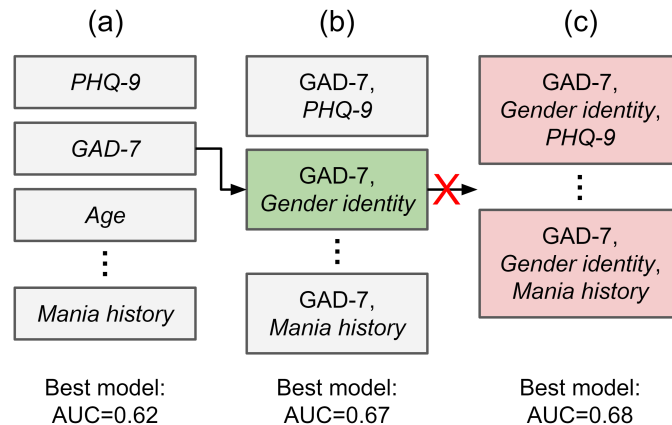 (a)
PHQ-9
GAD-7
Age
Mania history
Best model:
AUC=0.62
(b)
GAD-7,
PHQ-9
GAD-7,
Gender identity
GAD-7,
Mania history
Best model:
AUC=0.67
(c)
GAD-7,
Gender identity,
PHQ-9
GAD-7,
Gender identity,
Mania history
Best model:
AUC=0.68